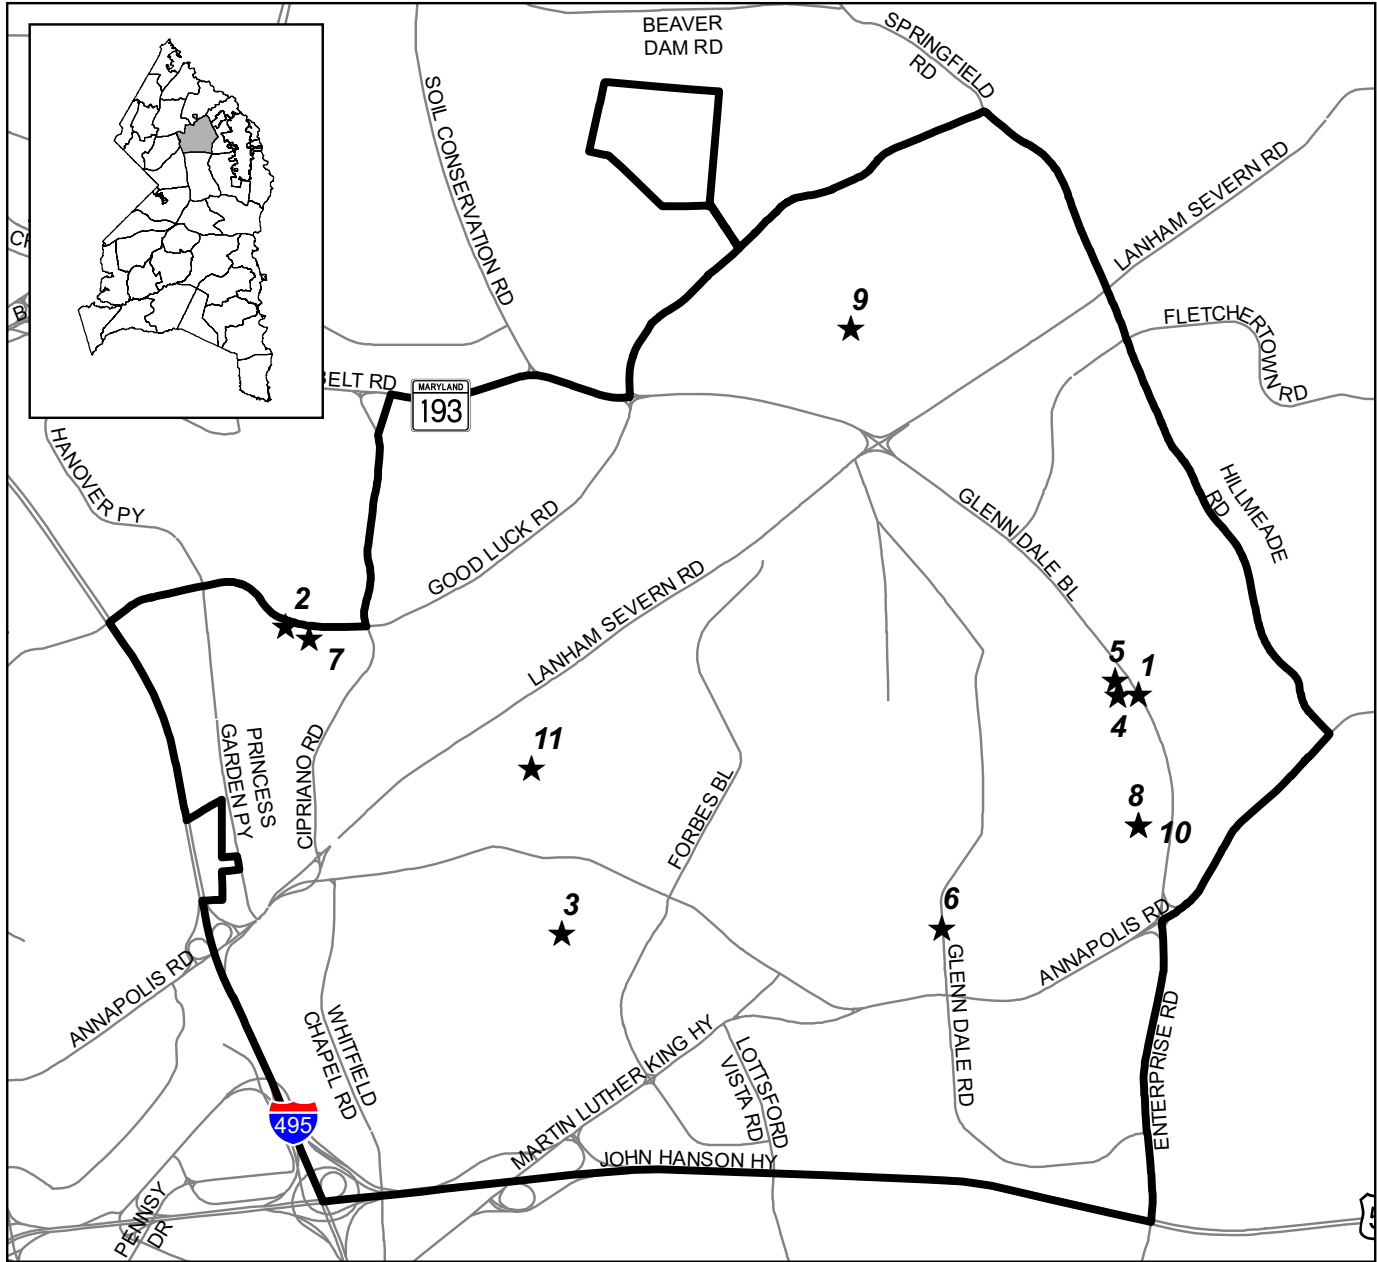 BEAVER
DAM RD
SPRINGFIELD
RD
SOIL CONSERVATION RD
LANHAM SEVERN RD
9
FLETCHERTOWN
RD
BELT RD
MARYLAND
193
HANOVER PY
HILLMEADE
RD
GLENN DALE BL
GOOD LUCK RD
LANHAM SEVERN RD
2
7
5
1
4
PRINCESS
GARDEN PY
CIPRIANO RD
11
FORBES BL
8
10
3
6
ANNAPOLIS RD
ANNAPOLIS RD
GLENN DALE RD
ENTERPRISE RD
WHITFIELD
CHAPEL RD
MARTIN LUTHER KING HY
LOTTSFORD
VISTA RD
495
JOHN HANSON HY
PENNSY
DR